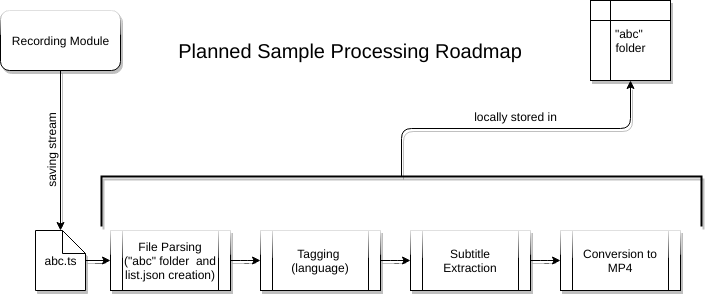 Recording Module
Planned Sample Processing Roadmap
"abc"
folder
locally stored in
saving stream
abc.ts
File Parsing
("abc" folder and
list.json creation)
Tagging
(language)
Subtitle
Extraction
Conversion to
MP4